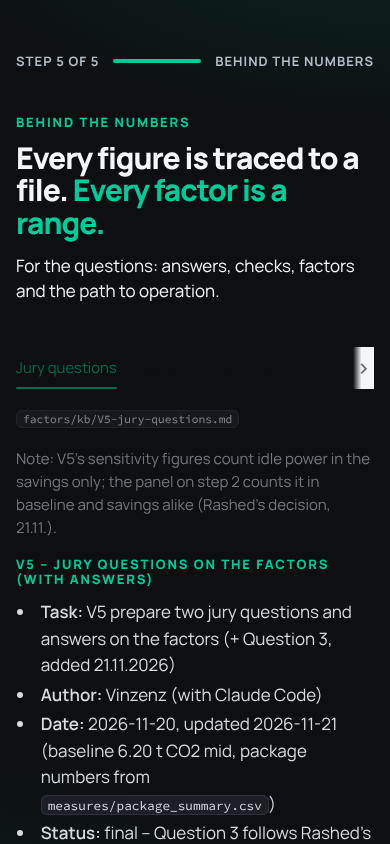 STEP 5 OF 5
BEHIND THE NUMBERS
BEHIND THE NUMBERS
Every figure is traced to a
file. Every factor is a
range.
For the questions: answers, checks, factors
and the path to operation.
Jury questions
factors/kb/V5-jury-questions.md
Note: V5's sensitivity figures count idle power in the
savings only; the panel on step 2 counts it in
baseline and savings alike (Rashed's decision,
21.11.).
V5 – JURY QUESTIONS ON THE FACTORS
(WITH ANSWERS)
• Task: V5 prepare two jury questions and
answers on the factors (+ Question 3,
added 21.11.2026)
• Author: Vinzenz (with Claude Code)
• Date: 2026-11-20, updated 2026-11-21
(baseline 6.20 t CO2 mid, package
numbers from
measures/package_summary.csv)
• Status: final – Question 3 follows Rashed's